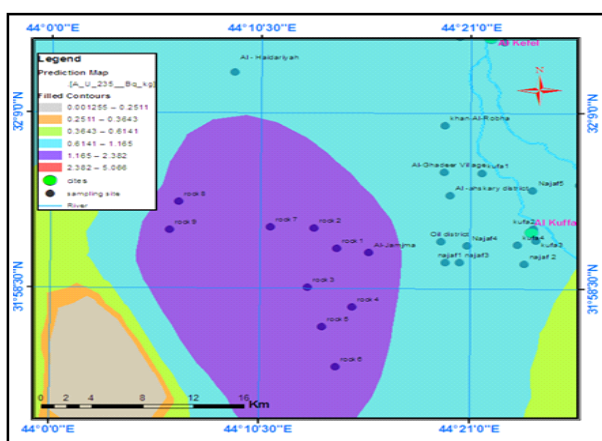 44°0'0"E
44°10'30"E
44°21'0"E
Legend
Prediction Map
.[A_U_235__Bq_kg]
Filled Contours
0.001255 – 0.2511
0.2511 – 0.3643
0.3643 – 0.6141
0.6141 – 1.165
1.165 – 2.382
2.382 – 5.066
cites
sampling site
River
Al - Haidariyah
Al Kefel
N
32°9'0"N
32°9'0"N
khan-Al-Robha
Al-Ghadeer Village
kufa1
Al-ahskary district
Najaf5
rock 8
rock 9
rock 7
rock 2
rock 1
Al-Jamjma
kufa2
Al Kuffa
Oil district
Najaf4
kufa4
kufa3
najaf1
najaf3
najaf 2
31°58'30"N
31°58'30"N
rock 3
rock 4
rock 5
rock 6
0 2 4 8 12 16
Km
44°0'0"E
44°10'30"E
44°21'0"E